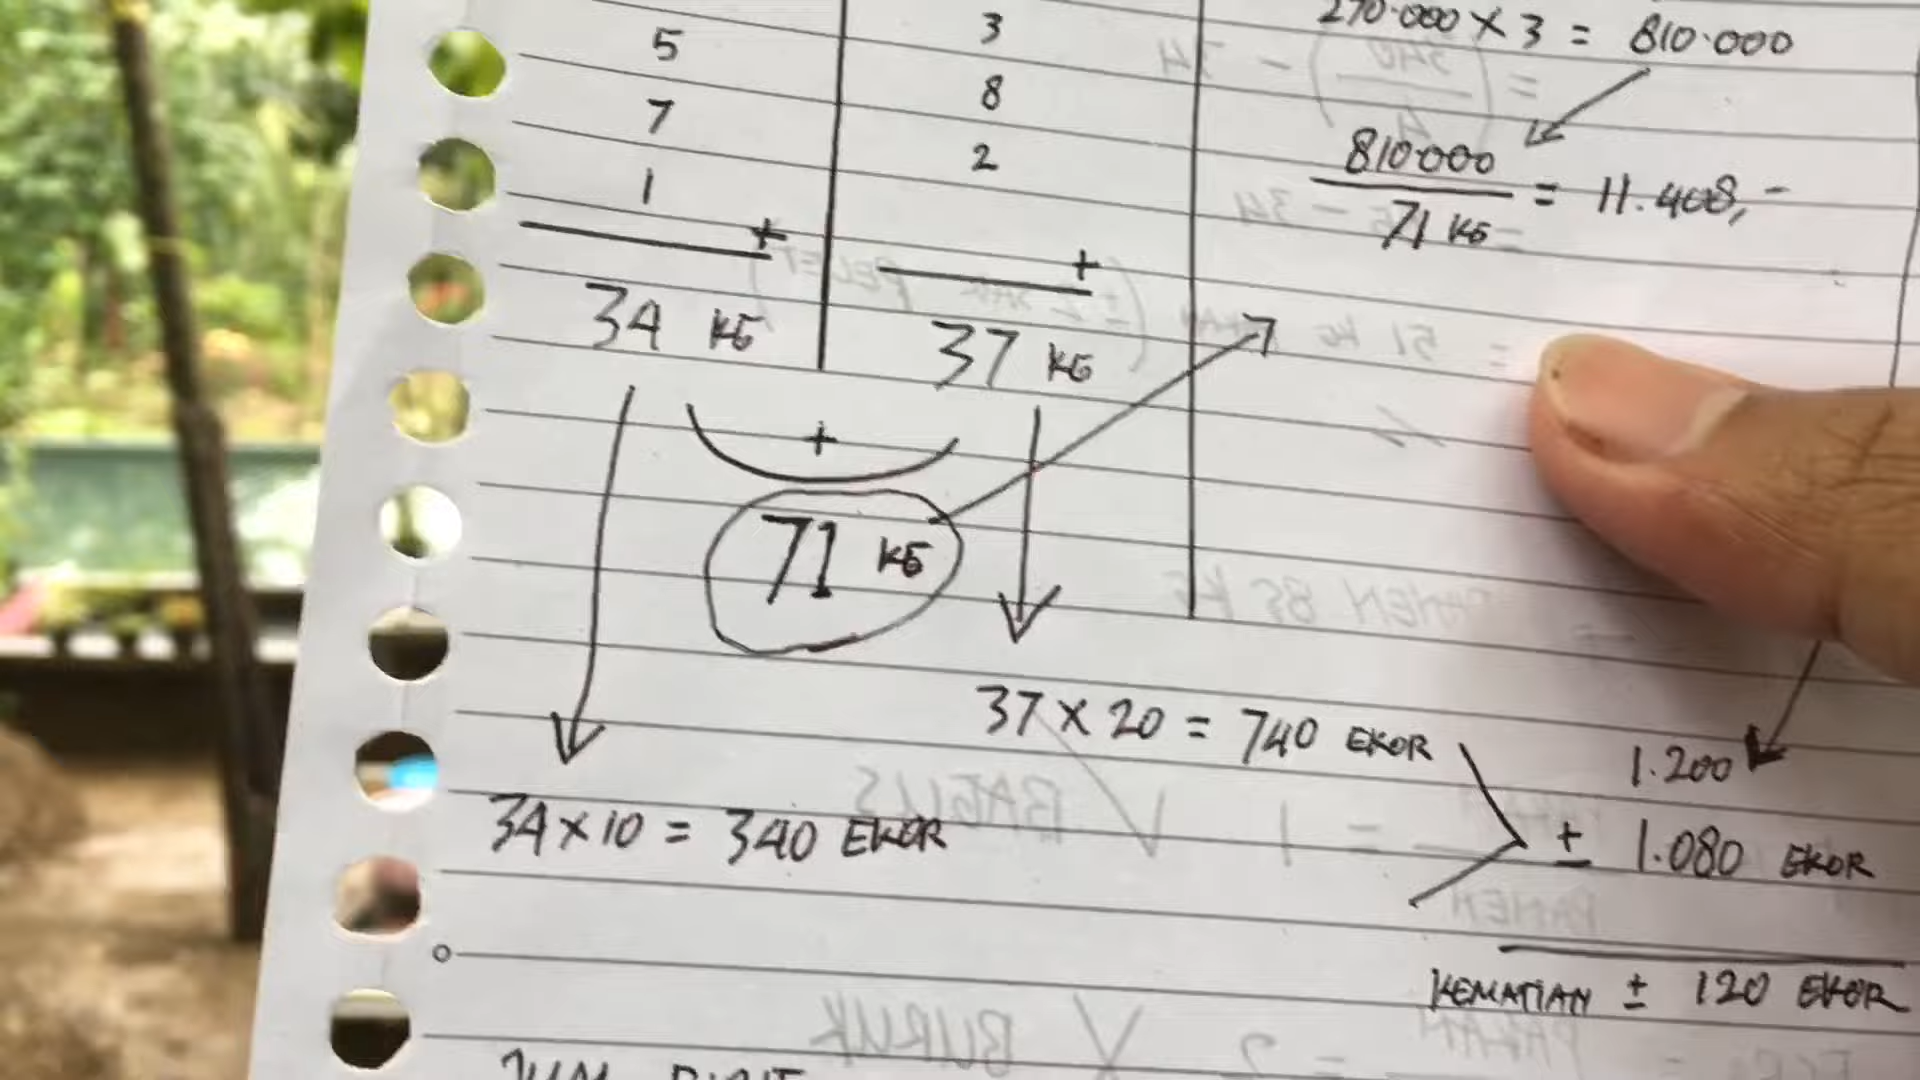 5
7
1
+
34 KG
3
8
2
+
37 KG
+
71 KG
270.000 X 3 = 810.000
810.000
71 KG
= 11.408,-
37 X 20 = 740 EKOR
34 X 10 = 340 EKOR
1.200
± 1.080 EKOR
KEMATIAN ± 120 EKOR